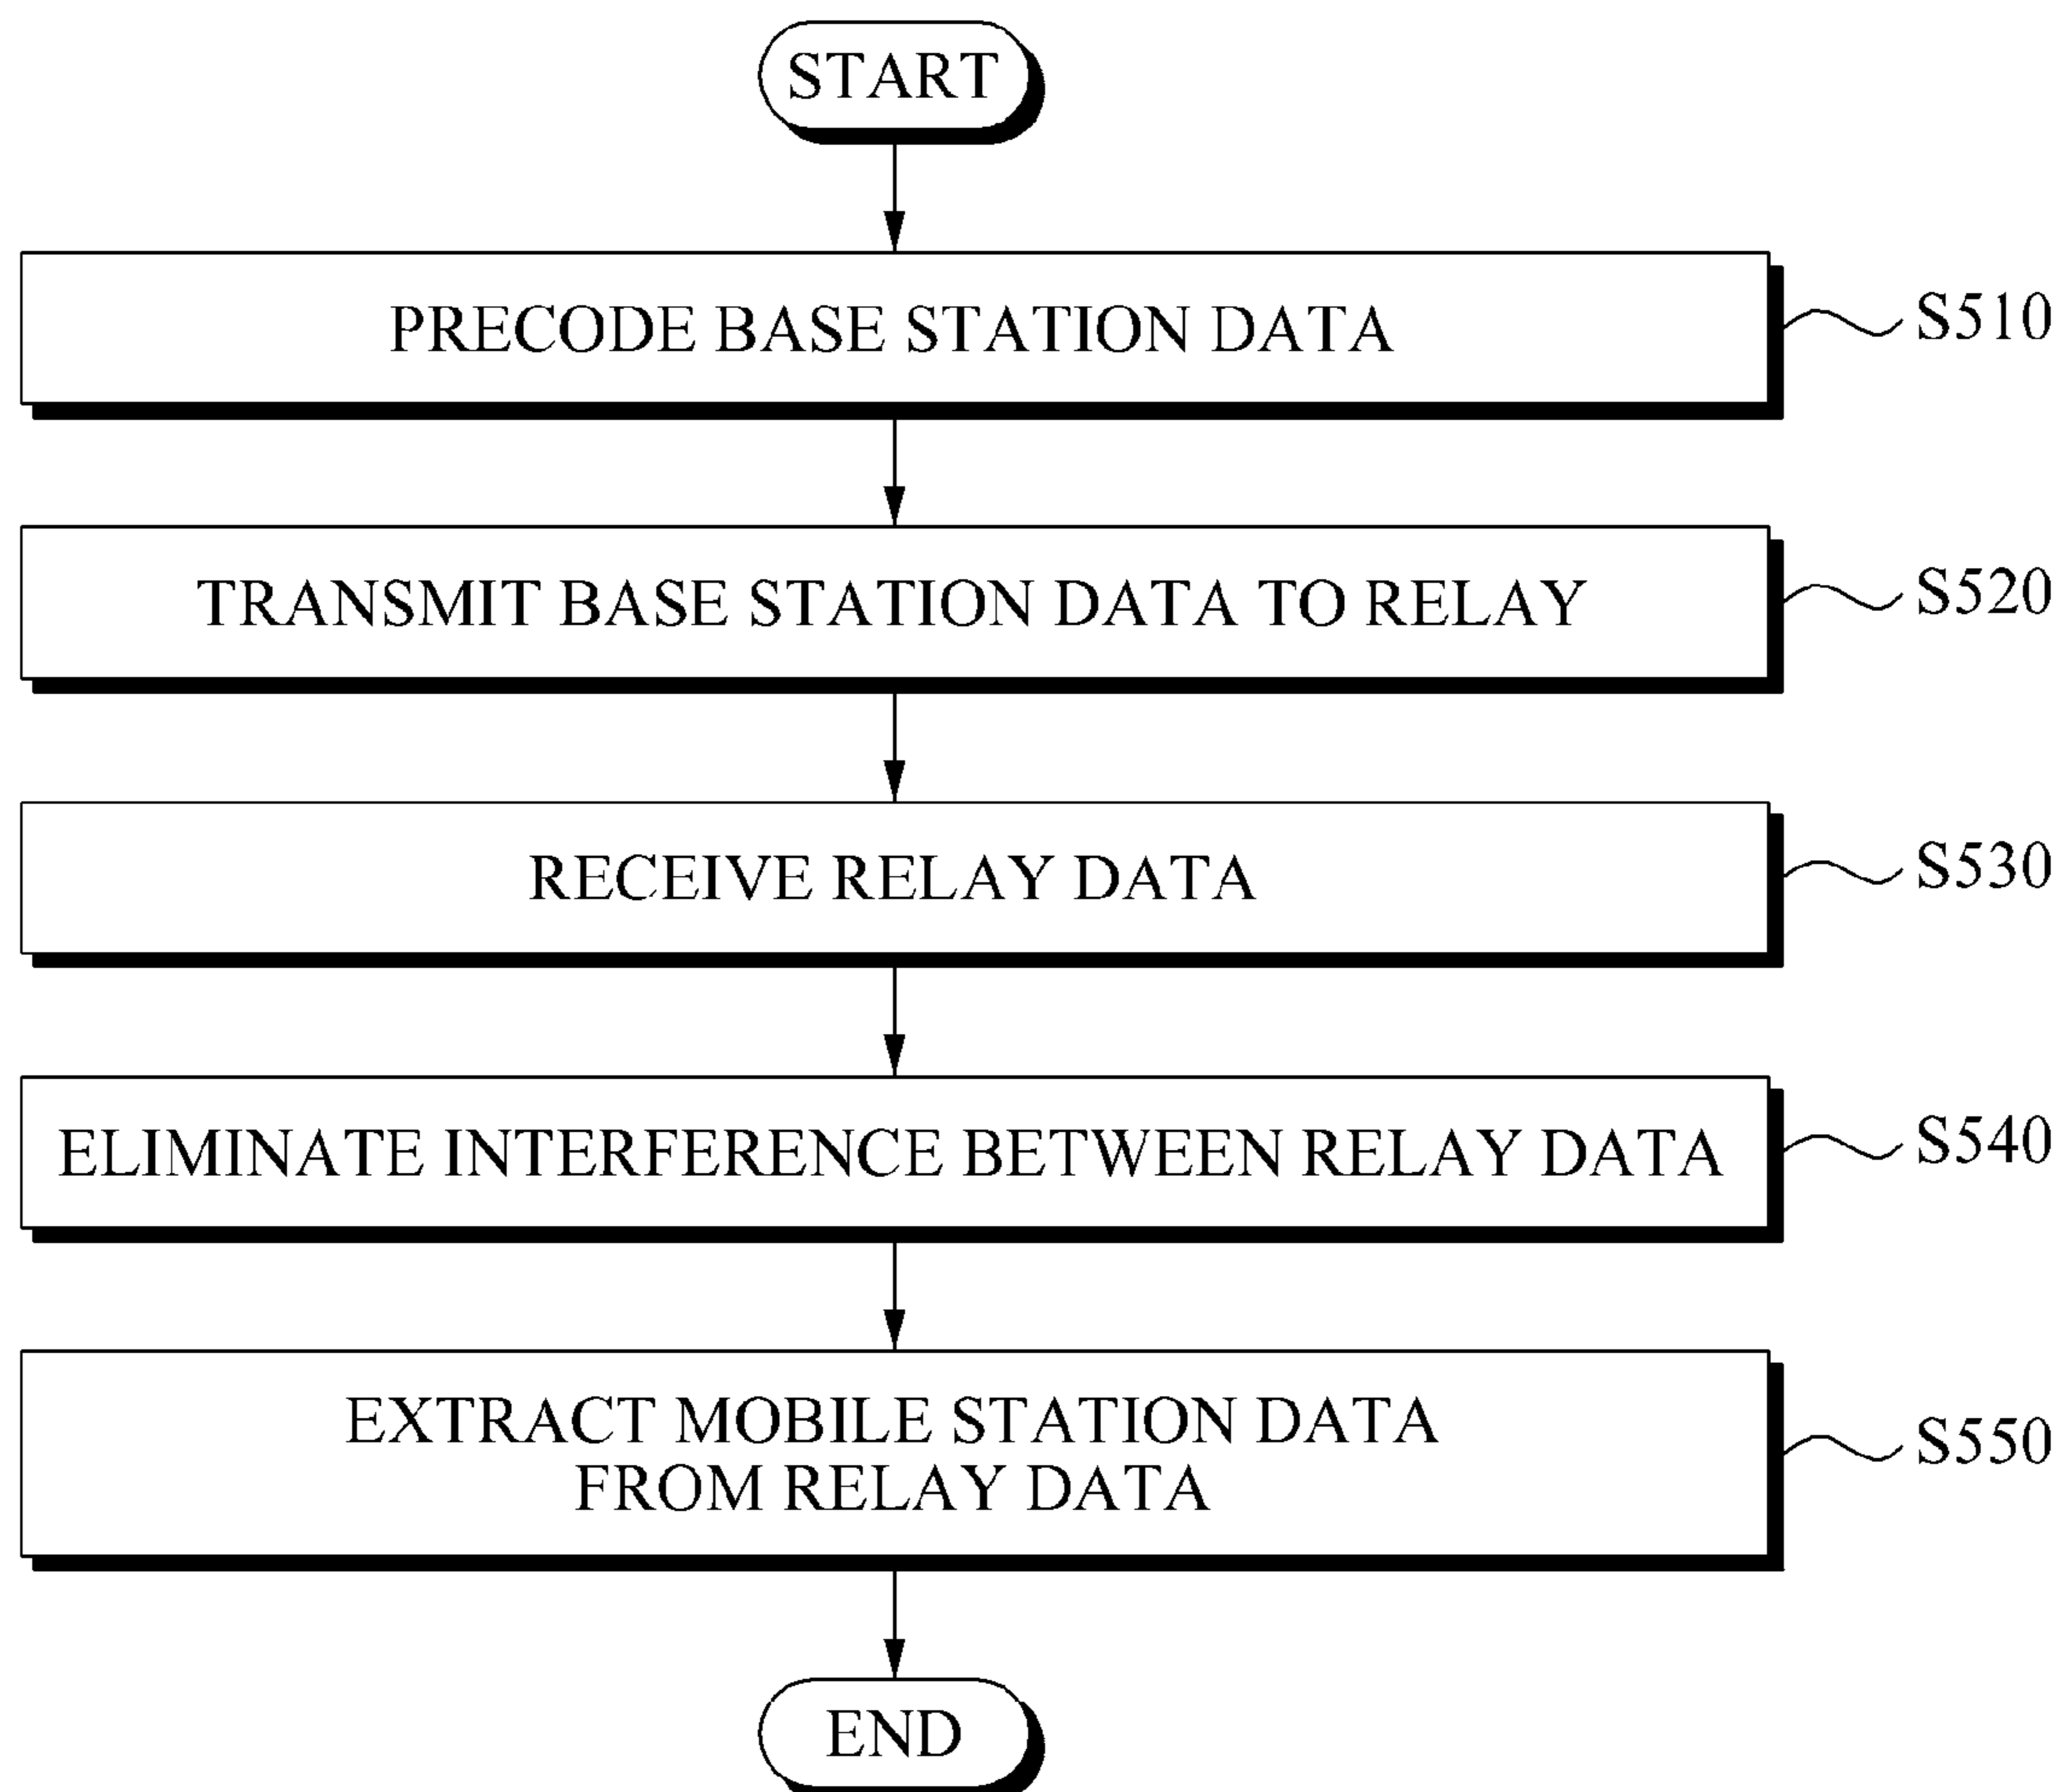 START
PRECODE BASE STATION DATA
S510
TRANSMIT BASE STATION DATA TO RELAY
S520
RECEIVE RELAY DATA
S530
ELIMINATE INTERFERENCE BETWEEN RELAY DATA
S540
EXTRACT MOBILE STATION DATA
FROM RELAY DATA
S550
END